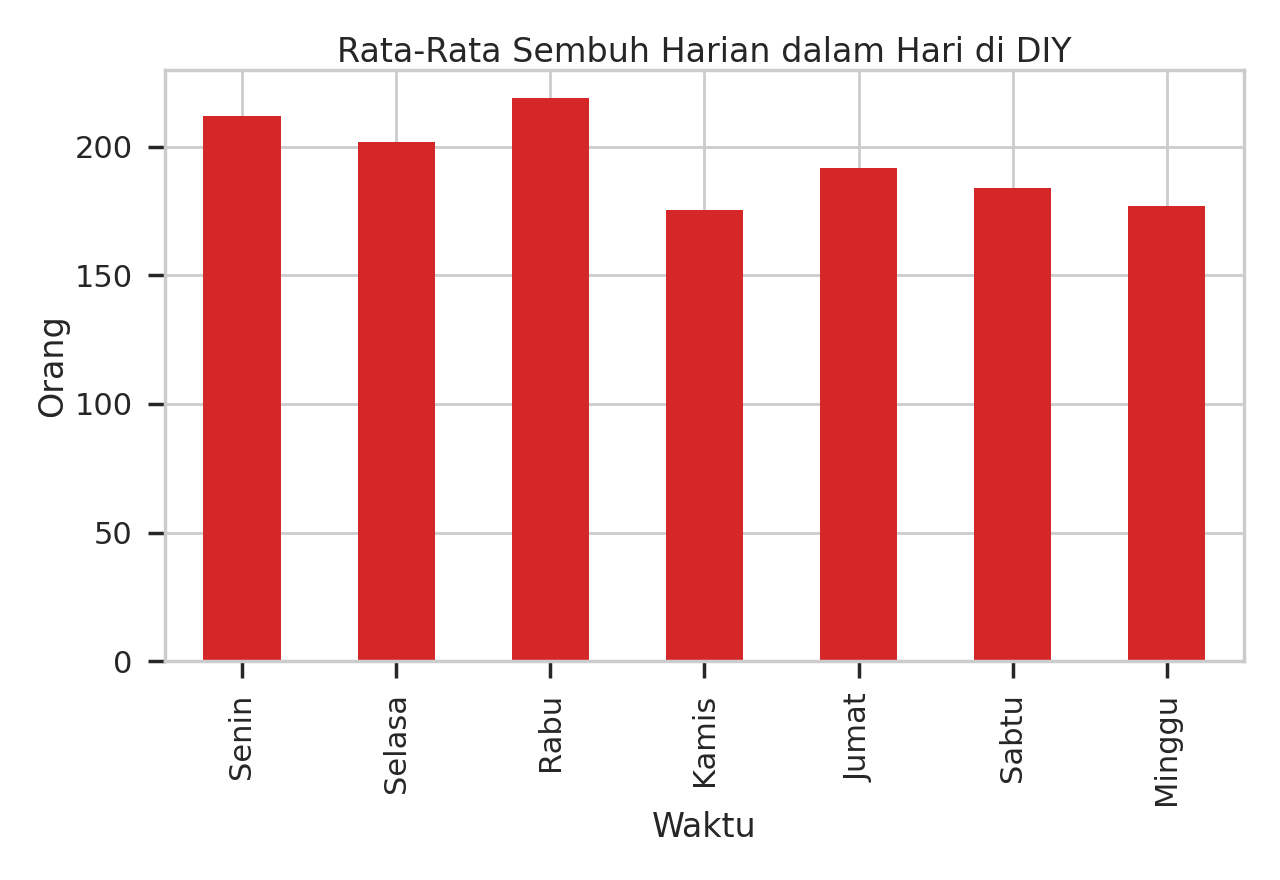 Rata-Rata Sembuh Harian dalam Hari di DIY
Orang
200
150
100
50
0
Senin
Selasa
Rabu
Kamis
Jumat
Sabtu
Minggu
Waktu